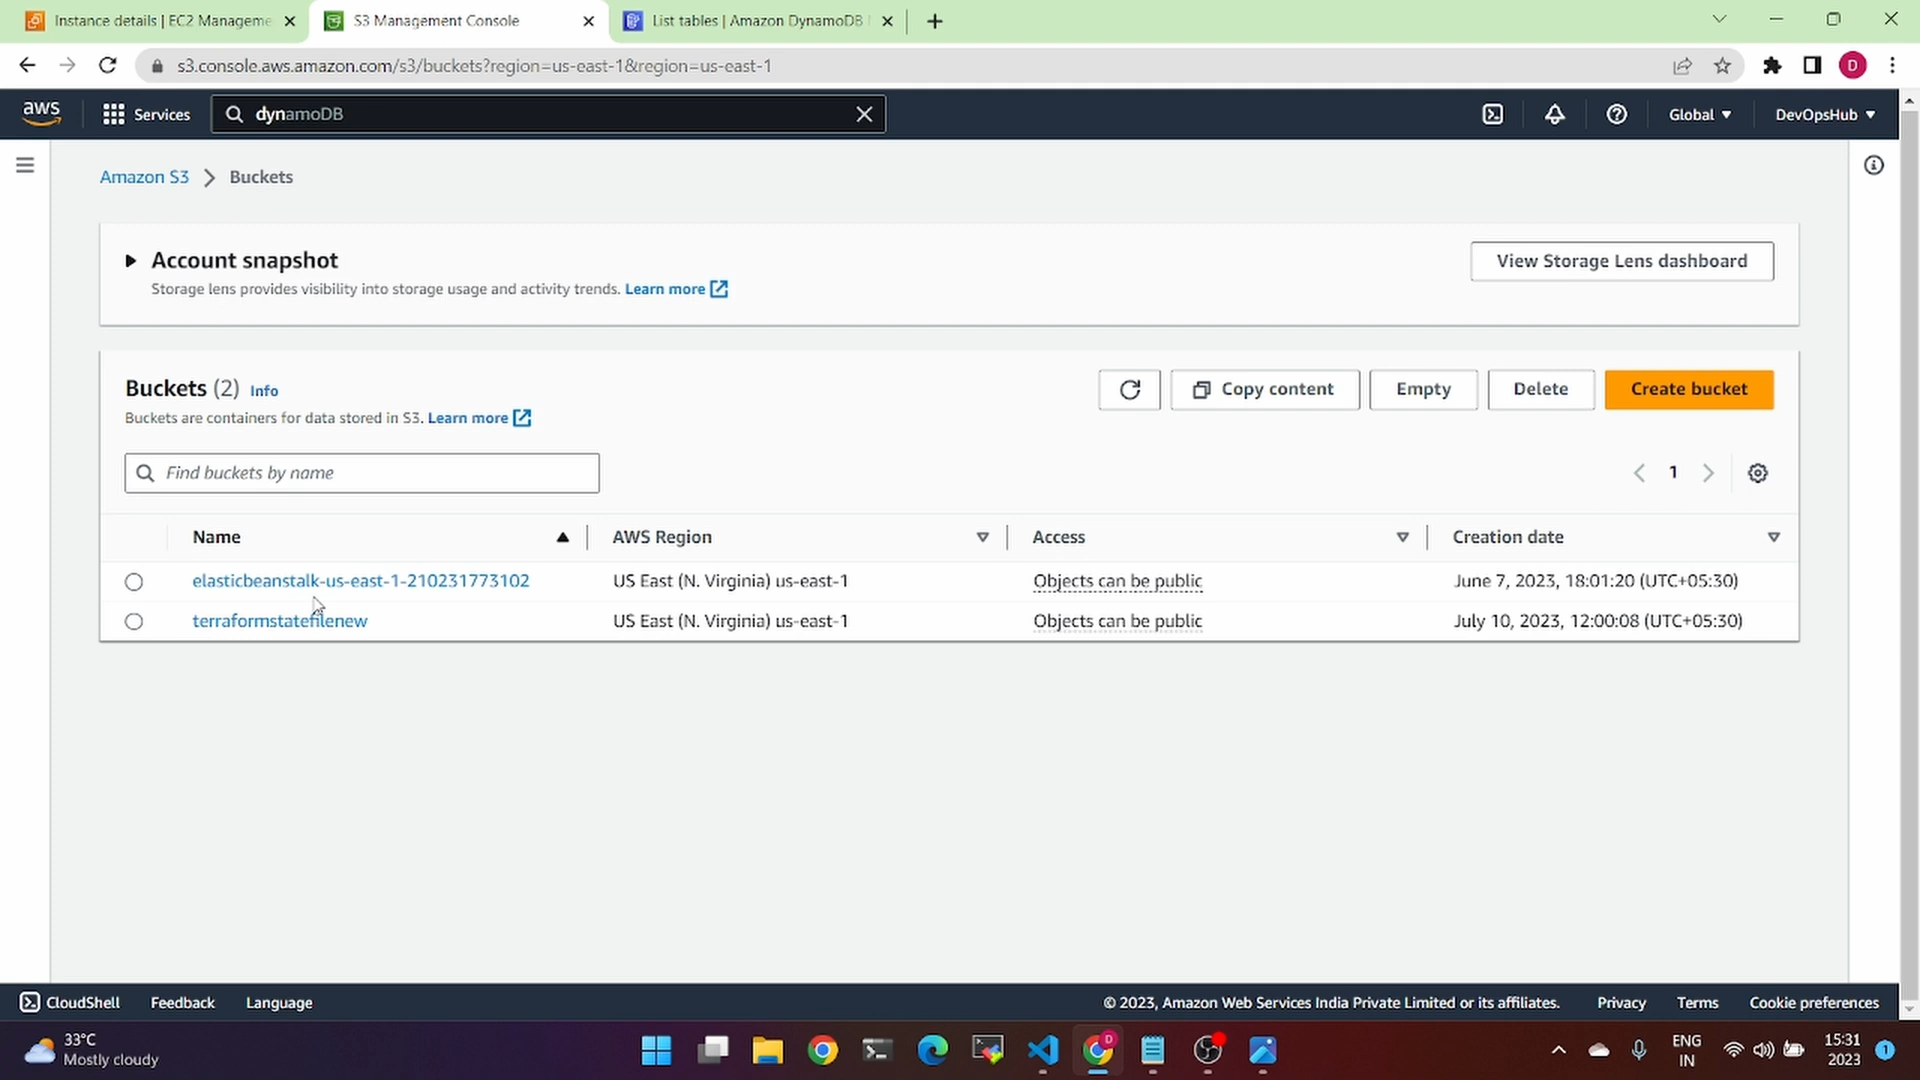 Instance details | EC2 Manageme
S3 Management Console
List tables | Amazon DynamoDB
s3.console.aws.amazon.com/s3/buckets?region=us-east-1&region=us-east-1
D
aws
Services
dynamoDB
Global
DevOpsHub
Amazon S3
Buckets
Account snapshot
View Storage Lens dashboard
Storage lens provides visibility into storage usage and activity trends. Learn more
Buckets (2) Info
Copy content
Empty
Delete
Create bucket
Buckets are containers for data stored in S3. Learn more
Find buckets by name
1
Name
AWS Region
Access
Creation date
elasticbeanstalk-us-east-1-210231773102 US East (N. Virginia) us-east-1 Objects can be public June 7, 2023, 18:01:20 (UTC+05:30)
terraformstatefilenew US East (N. Virginia) us-east-1 Objects can be public July 10, 2023, 12:00:08 (UTC+05:30)
CloudShell
Feedback
Language
© 2023, Amazon Web Services India Private Limited or its affiliates.
Privacy
Terms
Cookie preferences
33°C
Mostly cloudy
D
ENG
IN
15:31
2023
1